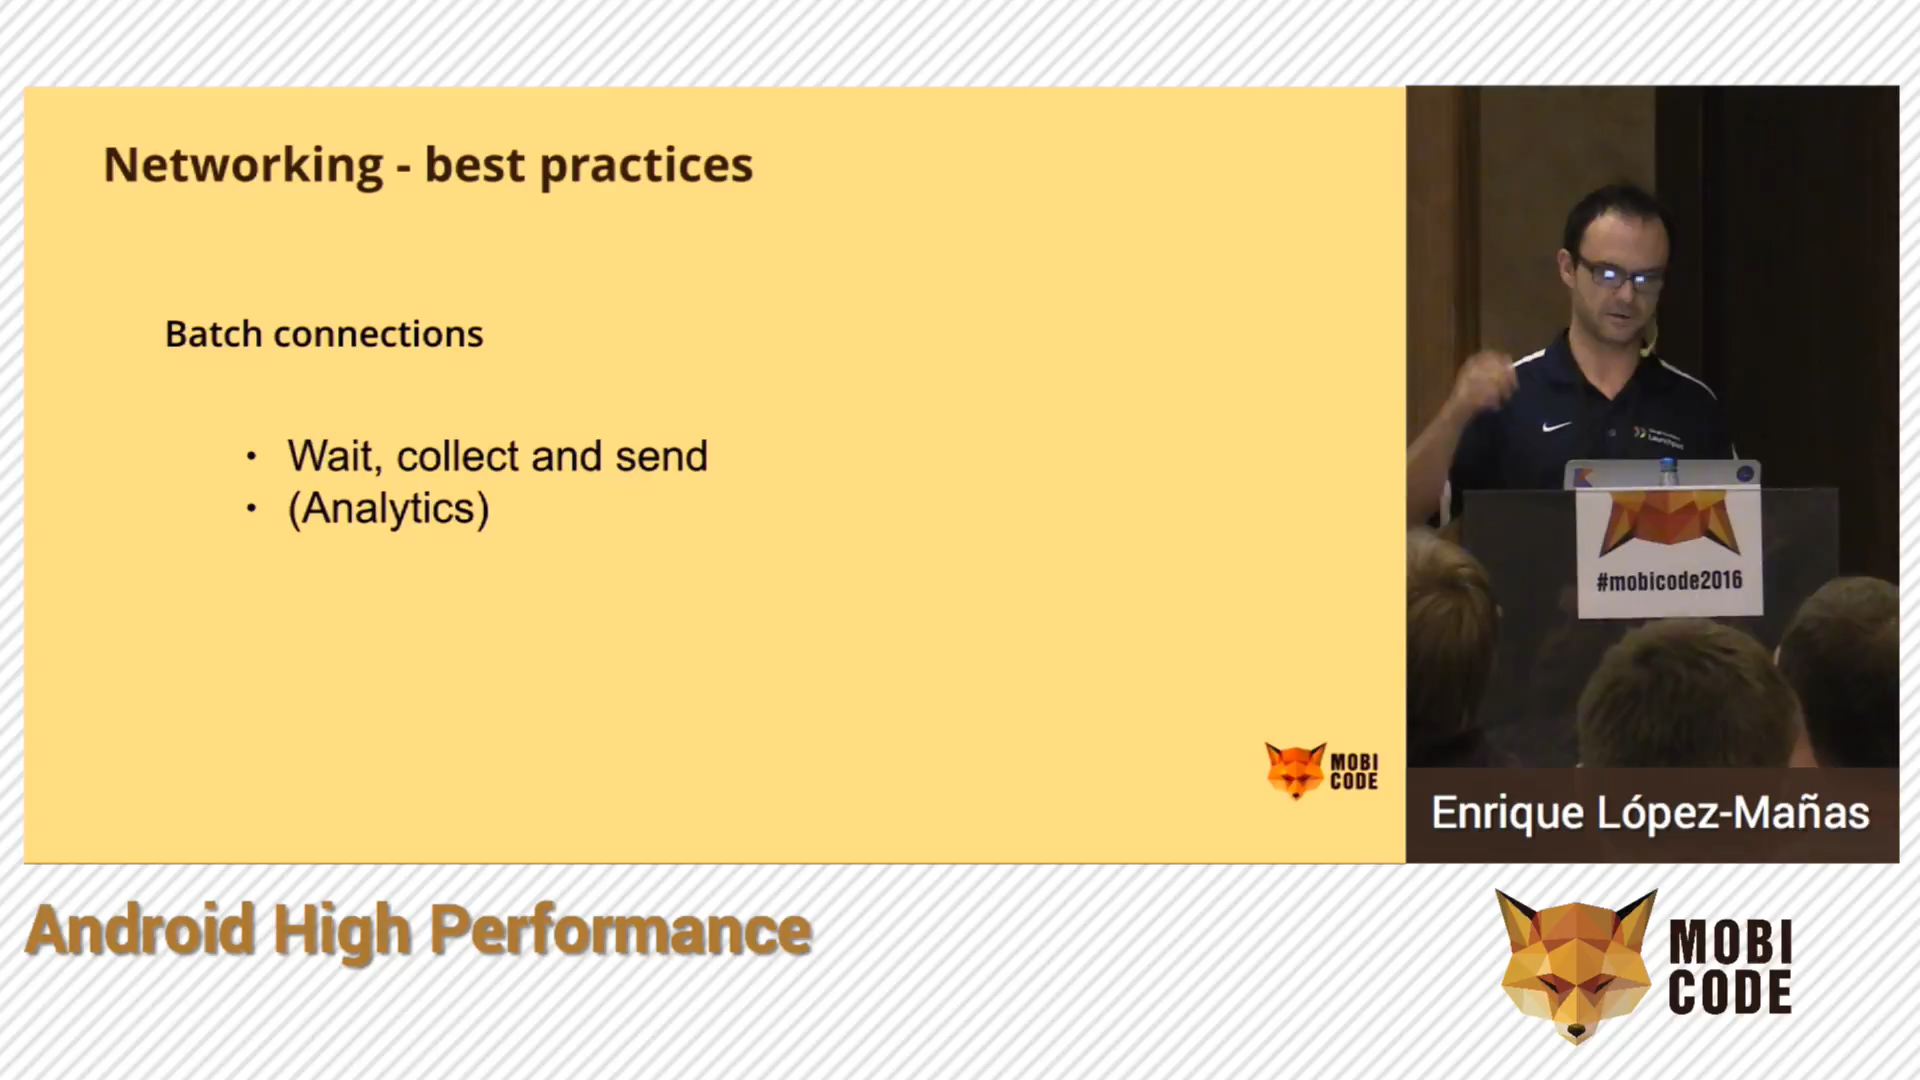 Networking - best practices
Batch connections
• Wait, collect and send
• (Analytics)
MOBI
CODE
#mobicode2016
Enrique López-Mañas
Android High Performance
MOBI
CODE